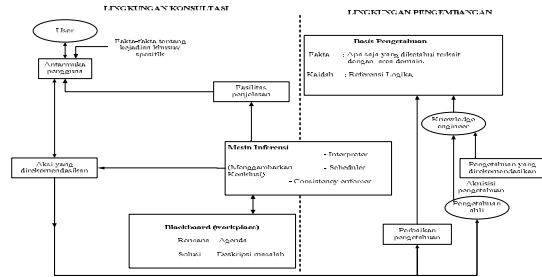 LINGKUNGAN KONSULTASI
LINGKUNGAN PENGEMBANGAN
User
Fakta-fakta tentang
kejadian khusus/
spesifik
Antarmuka
pengguna
Fasilitas
penjelasan
Basis Pengetahuan
Fakta : Apa saja yang diketahui terkait
dengan area domain.
Kaidah : Referensi Logika
Knowledge
engineer
Aksi yang
direkomendasikan
Mesin Inferensi
- Interpreter
(Menggambarkan
- Scheduler
Konklusi)
- Consistency enforcer
Pengetahuan yang
direkomendasikan
Akuisisi
pengetahuan
Pengetahuan
ahli
Blackboard (workplace)
Rencana Agenda
Solusi Deskripsi masalah
Perbaikan
pengetahuan